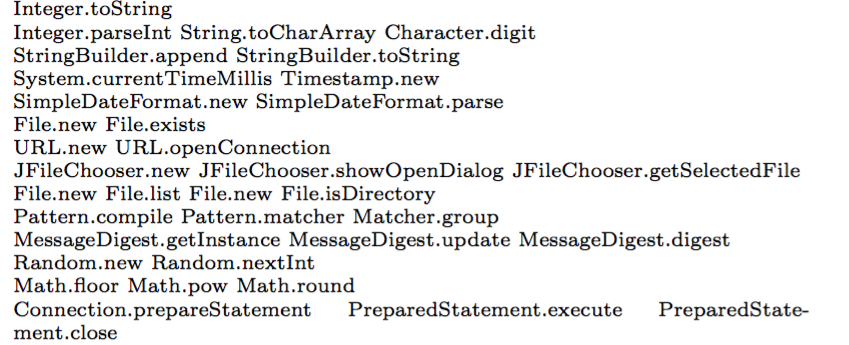 Integer.toString
Integer.parseInt String.toCharArray Character.digit
StringBuilder.append StringBuilder.toString
System.currentTimeMillis Timestamp.new
SimpleDateFormat.new SimpleDateFormat.parse
File.new File.exists
URL.new URL.openConnection
JFileChooser.new JFileChooser.showOpenDialog JFileChooser.getSelectedFile
File.new File.list File.new File.isDirectory
Pattern.compile Pattern.matcher Matcher.group
MessageDigest.getInstance MessageDigest.update MessageDigest.digest
Random.new Random.nextInt
Math.floor Math.pow Math.round
Connection.prepareStatement PreparedStatement.execute PreparedState-
ment.close